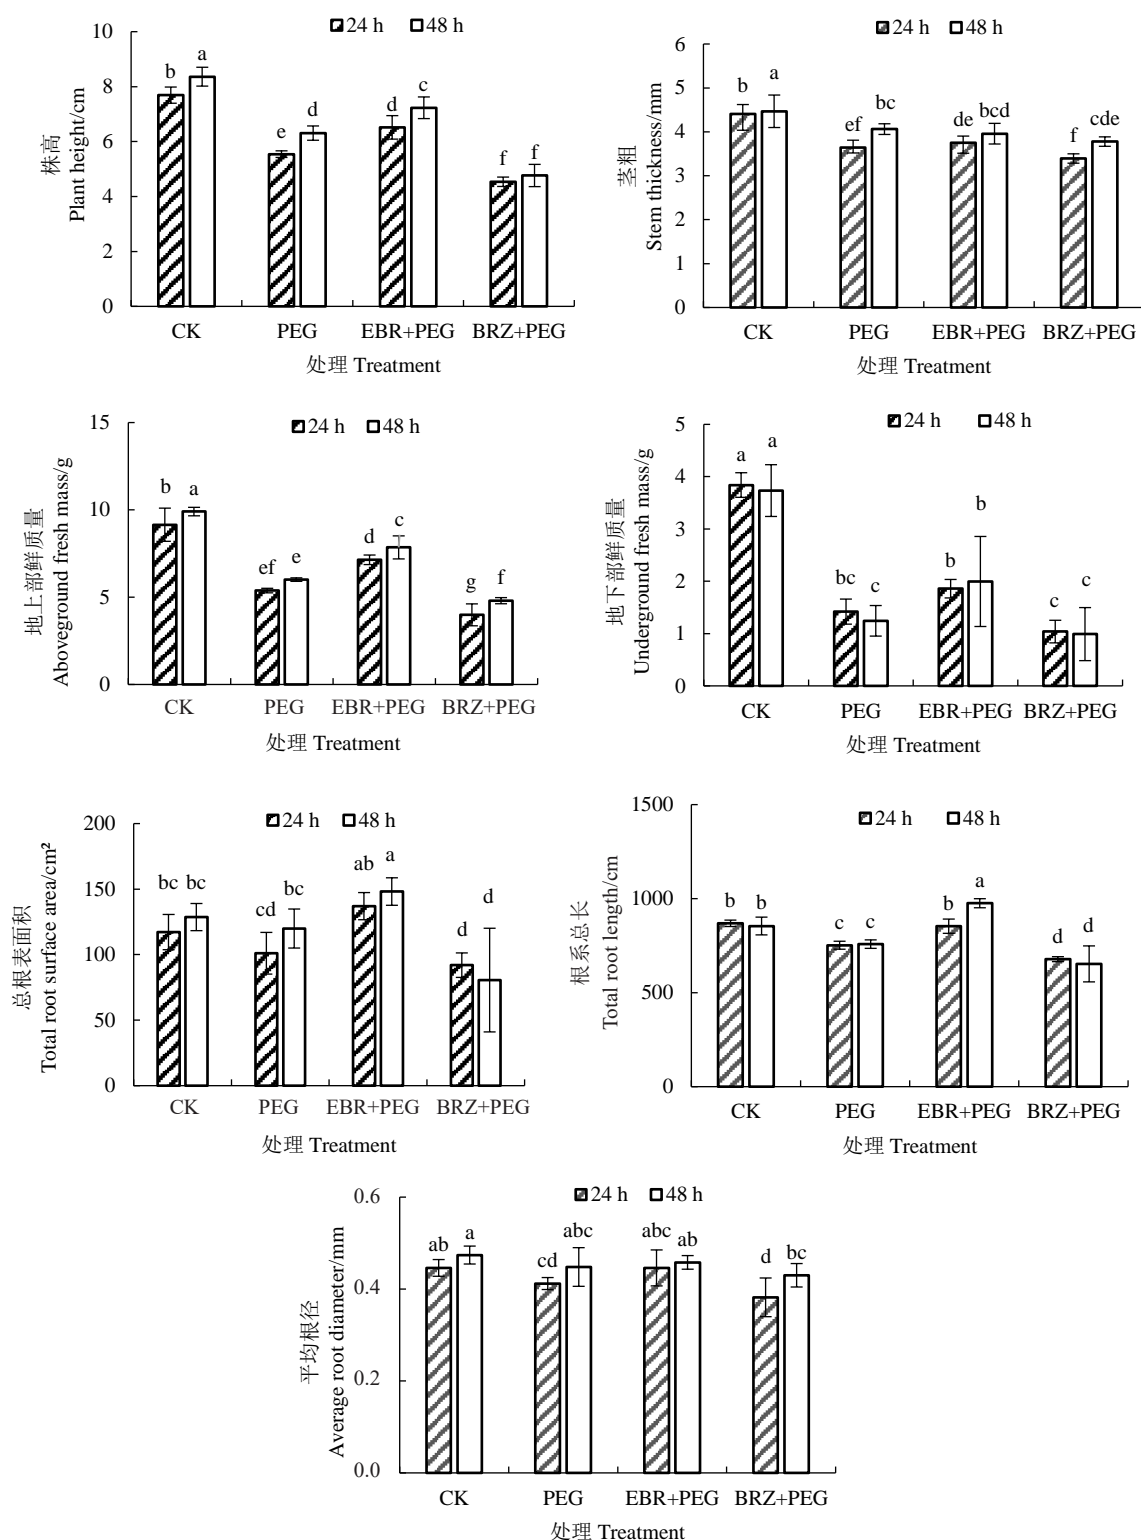 24 h 48 h
10
8
6
4
2
0
株高
Plant height/cm
b a
e d
d c
f f
CK PEG EBR+PEG BRZ+PEG
处理 Treatment
24 h 48 h
6
5
4
3
2
1
0
茎粗
Stem thickness/mm
b a
ef bc
de bcd
f cde
CK PEG EBR+PEG BRZ+PEG
处理 Treatment
24 h 48 h
15
10
5
0
地上部鲜质量
Aboveground fresh mass/g
b a
ef e
d c
g f
CK PEG EBR+PEG BRZ+PEG
处理 Treatment
24 h 48 h
5
4
3
2
1
0
地下部鲜质量
Underground fresh mass/g
a a
bc c
b b
c c
CK PEG EBR+PEG BRZ+PEG
处理 Treatment
24 h 48 h
200
150
100
50
0
总根表面积
Total root surface area/cm²
bc bc
cd bc
ab a
d d
CK PEG EBR+PEG BRZ+PEG
处理 Treatment
24 h 48 h
1500
1000
500
0
根系总长
Total root length/cm
b b
c c
b a
d d
CK PEG EBR+PEG BRZ+PEG
处理 Treatment
24 h 48 h
0.6
0.4
0.2
0.0
平均根径
Average root diameter/mm
ab a
cd abc
abc ab
d bc
CK PEG EBR+PEG BRZ+PEG
处理 Treatment